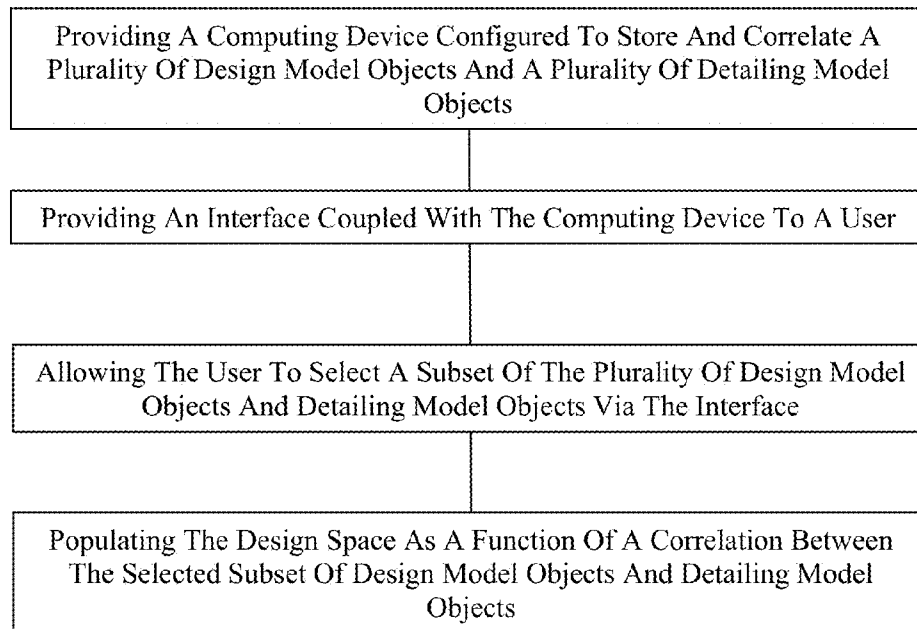 Providing A Computing Device Configured To Store And Correlate A
Plurality Of Design Model Objects And A Plurality Of Detailing Model
Objects
Providing An Interface Coupled With The Computing Device To A User
Allowing The User To Select A Subset Of The Plurality Of Design Model
Objects And Detailing Model Objects Via The Interface
Populating The Design Space As A Function Of A Correlation Between
The Selected Subset Of Design Model Objects And Detailing Model
Objects